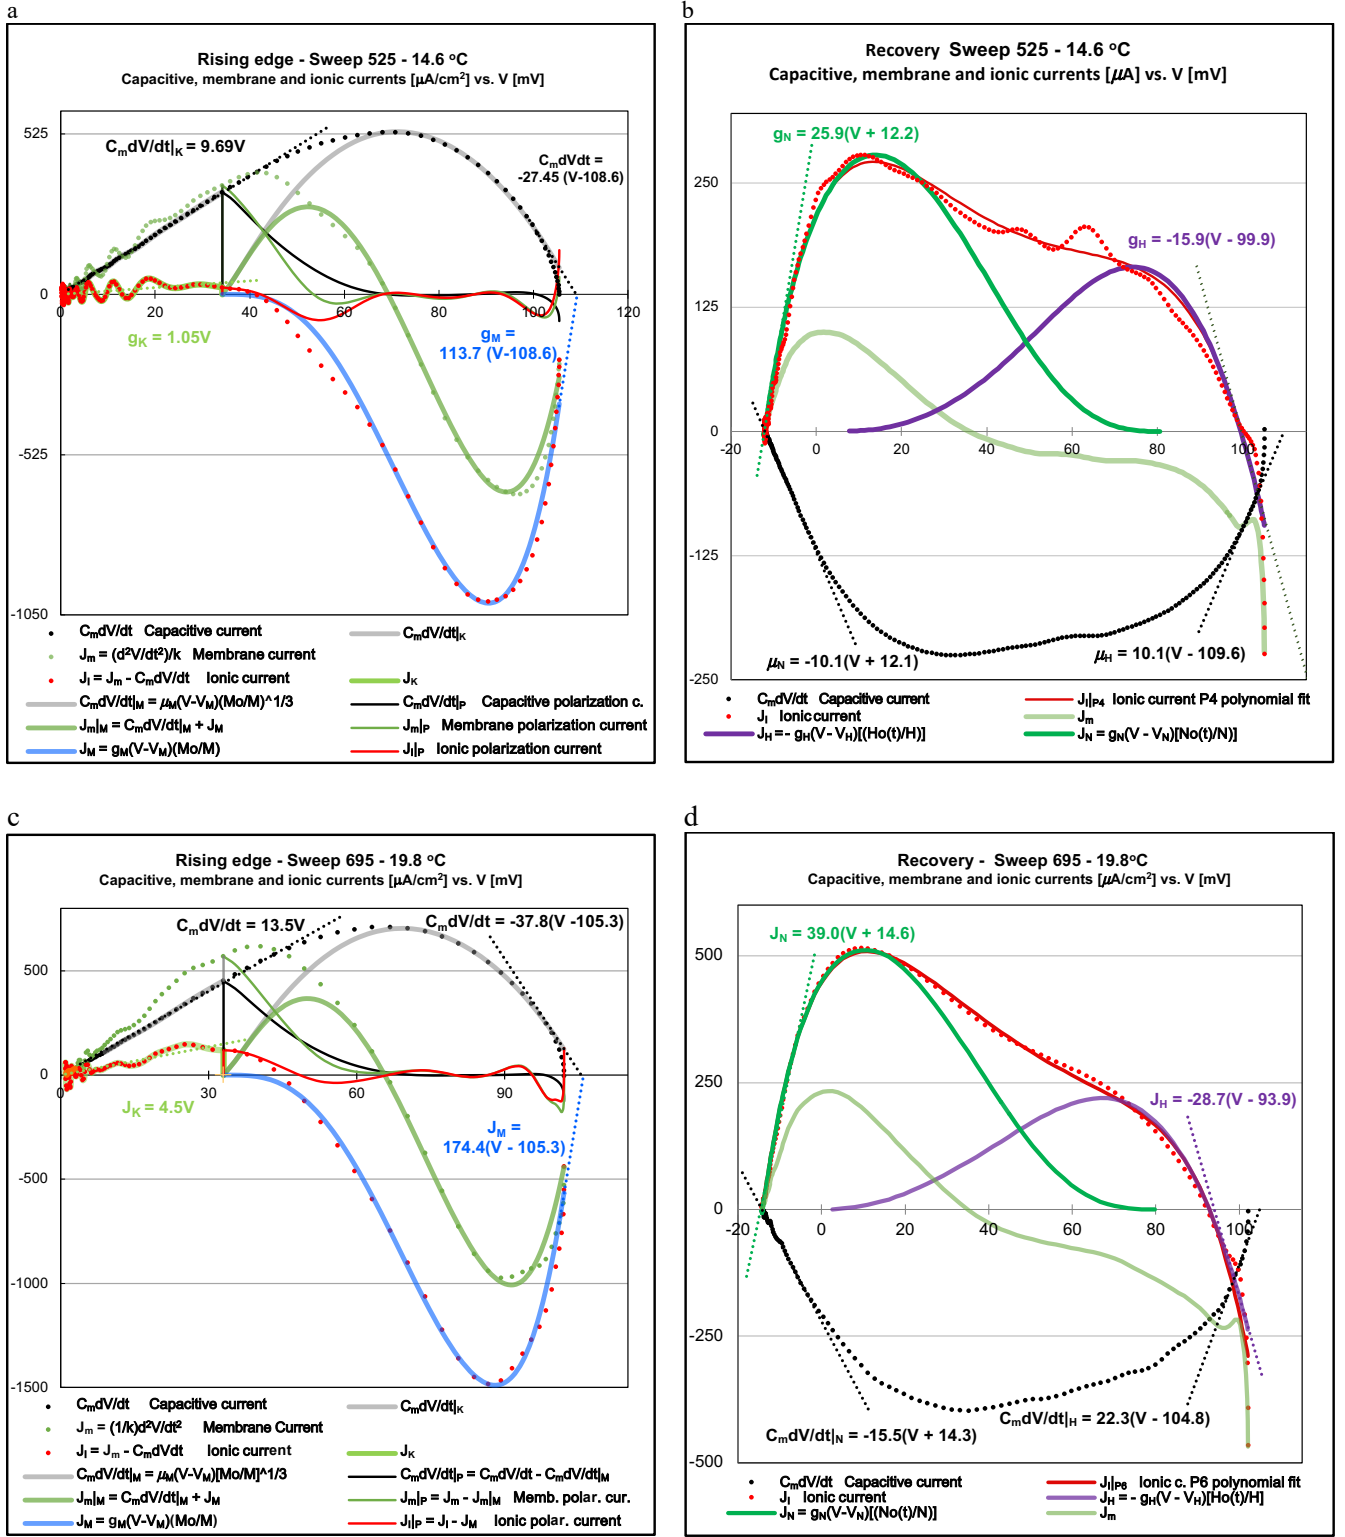 a
Rising edge - Sweep 525 - 14.6 ºC
Capacitive, membrane and ionic currents [µA/cm²] vs. V [mV]
525
0
-525
-1050
0
20
40
60
80
100
120
CmdV/dt|K = 9.69V
CmdVdt =
-27.45 (V-108.6)
gK = 1.05V
gM =
113.7 (V-108.6)
CmdV/dt Capacitive current
CmdV/dt|K
Jm = (d²V/dt²)/k Membrane current
JI = Jm - CmdV/dt Ionic current
JK
CmdV/dt|M = µM(V-VM)(Mo/M)^1/3
CmdV/dt|P Capacitive polarization c.
Jm|M = CmdV/dt|M + JM
Jm|P Membrane polarization current
JM = gM(V-VM)(Mo/M)
JI|P Ionic polarization current
b
Recovery Sweep 525 - 14.6 ºC
Capacitive, membrane and ionic currents [µA] vs. V [mV]
250
125
0
-125
-250
-20
0
20
40
60
80
100
gN = 25.9(V + 12.2)
gH = -15.9(V - 99.9)
µN = -10.1(V + 12.1)
µH = 10.1(V - 109.6)
CmdV/dt Capacitive current
JI|P4 Ionic current P4 polynomial fit
JI Ionic current
Jm
JH = - gH(V - VH)[(Ho(t)/H)]
JN = gN(V - VN)[No(t)/N)]
c
Rising edge - Sweep 695 - 19.8 ºC
Capacitive, membrane and ionic currents [µA/cm²] vs. V [mV]
500
0
-500
-1000
-1500
0
30
60
90
CmdV/dt = 13.5V
CmdV/dt = -37.8(V -105.3)
JK = 4.5V
JM =
174.4(V - 105.3)
CmdV/dt Capacitive current
CmdV/dt|K
Jm = (1/k)d²V/dt² Membrane Current
JI = Jm - CmdVdt Ionic current
JK
CmdV/dt|M = µM(V-VM)[Mo/M]^1/3
CmdV/dt|P = CmdV/dt - CmdV/dt|M
Jm|M = CmdV/dt|M + JM
Jm|P = Jm - Jm|M Memb. polar. cur.
JM = gM(V-VM)(Mo/M)
JI|P = JI - JM Ionic polar. current
d
Recovery - Sweep 695 - 19.8ºC
Capacitive, membrane and ionic currents [µA/cm²] vs. V [mV]
500
250
0
-250
-500
-20
0
20
40
60
80
100
JN = 39.0(V + 14.6)
JH = -28.7(V - 93.9)
CmdV/dt|H = 22.3(V - 104.8)
CmdV/dt|N = -15.5(V + 14.3)
CmdV/dt Capacitive current
JI|P6 Ionic c. P6 polynomial fit
JI Ionic current
JH = - gH(V - VH)[Ho(t)/H]
JN = gN(V-VN)[(No(t)/N)]
Jm